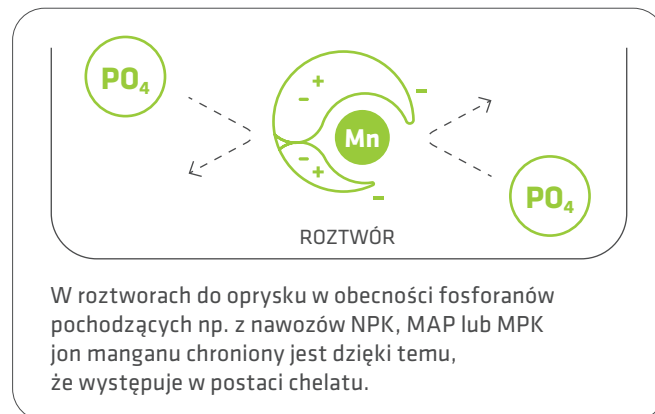 PO₄
- +
- Mn
- +
-
PO₄
ROZTWÓR
W roztworach do oprysku w obecności fosforanów
pochodzących np. z nawozów NPK, MAP lub MPK
jon manganu chroniony jest dzięki temu,
że występuje w postaci chelatu.